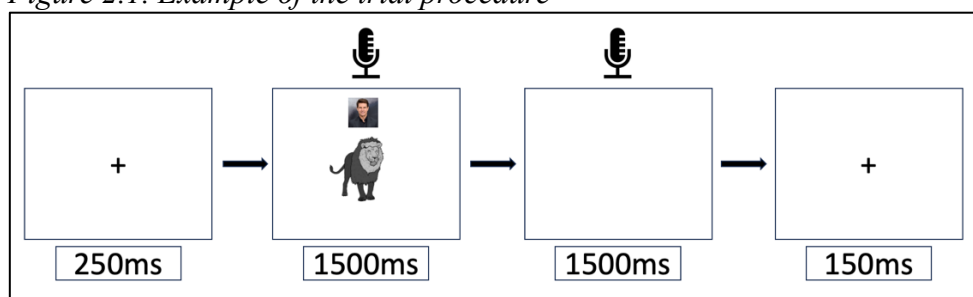 Figure 2.1. Example of the trial procedure
+
+
250ms
1500ms
1500ms
150ms